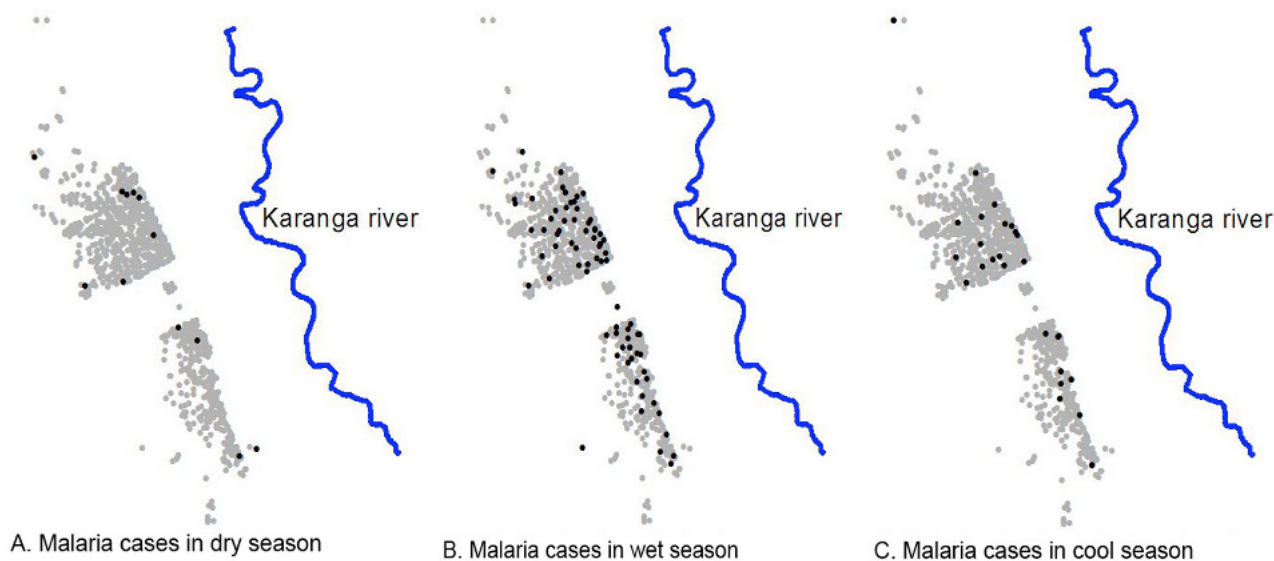 Karanga river
Karanga river
Karanga river
A. Malaria cases in dry season
B. Malaria cases in wet season
C. Malaria cases in cool season